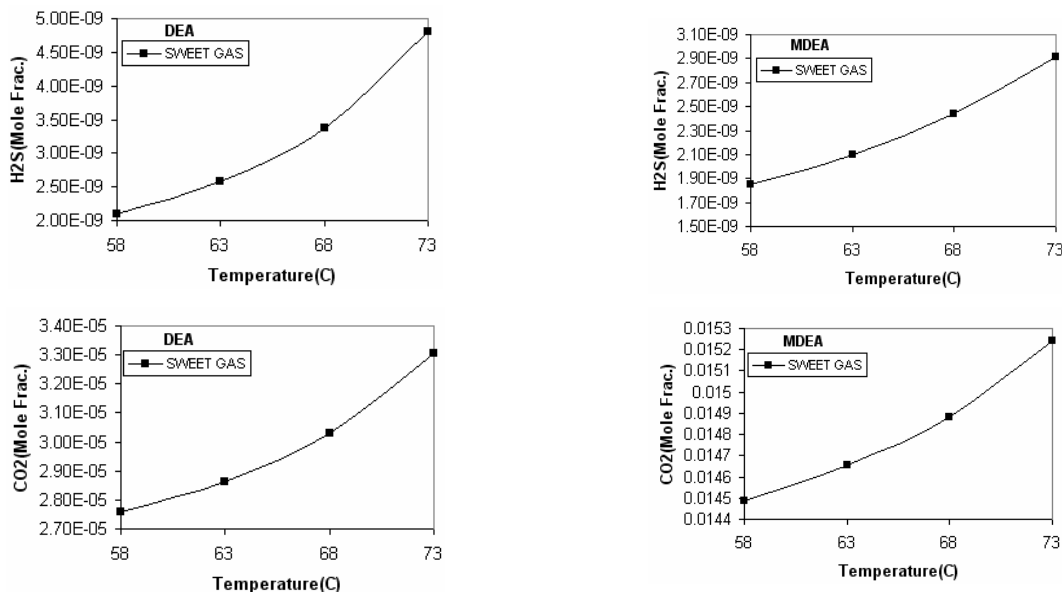 DEA
SWEET GAS
5.00E-09
4.50E-09
4.00E-09
3.50E-09
3.00E-09
2.50E-09
2.00E-09
H2S(Mole Frac.)
58 63 68 73
Temperature(C)
MDEA
SWEET GAS
3.10E-09
2.90E-09
2.70E-09
2.50E-09
2.30E-09
2.10E-09
1.90E-09
1.70E-09
1.50E-09
H2S(Mole Frac.)
58 63 68 73
Temperature(C)
DEA
SWEET GAS
3.40E-05
3.30E-05
3.20E-05
3.10E-05
3.00E-05
2.90E-05
2.80E-05
2.70E-05
CO2(Mole Frac.)
58 63 68 73
Temperature(C)
MDEA
SWEET GAS
0.0153
0.0152
0.0151
0.015
0.0149
0.0148
0.0147
0.0146
0.0145
0.0144
CO2(Mole Frac.)
58 63 68 73
Temperature(C)